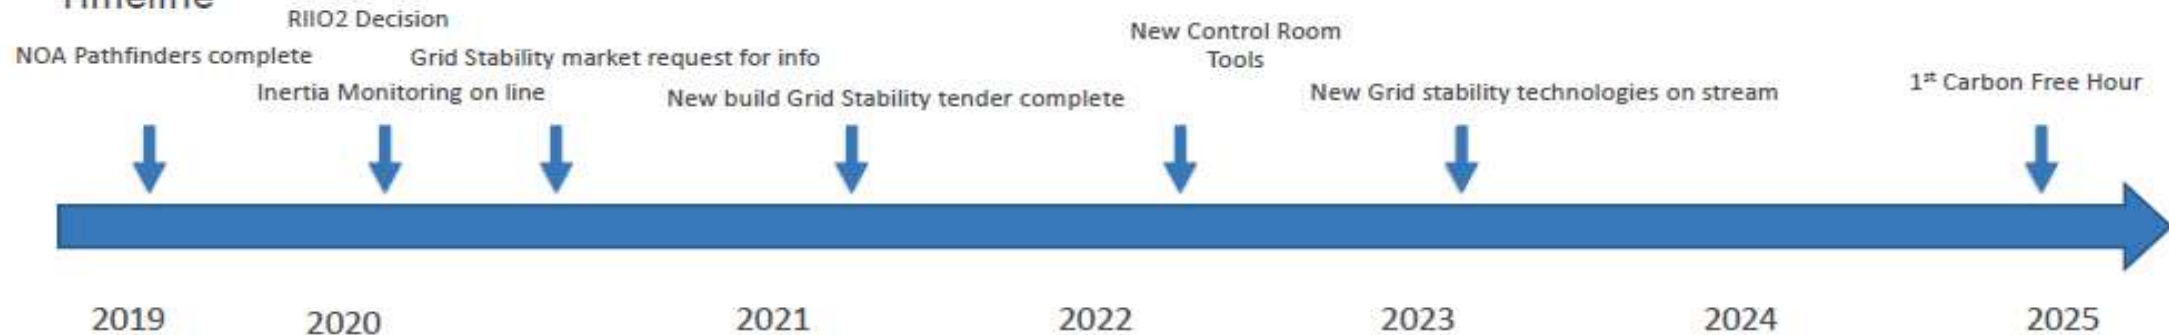 Timeline
RIIO2 Decision
NOA Pathfinders complete
Grid Stability market request for info
Inertia Monitoring on line
New build Grid Stability tender complete
New Control Room
Tools
New Grid stability technologies on stream
1st Carbon Free Hour
2019 2020 2021 2022 2023 2024 2025